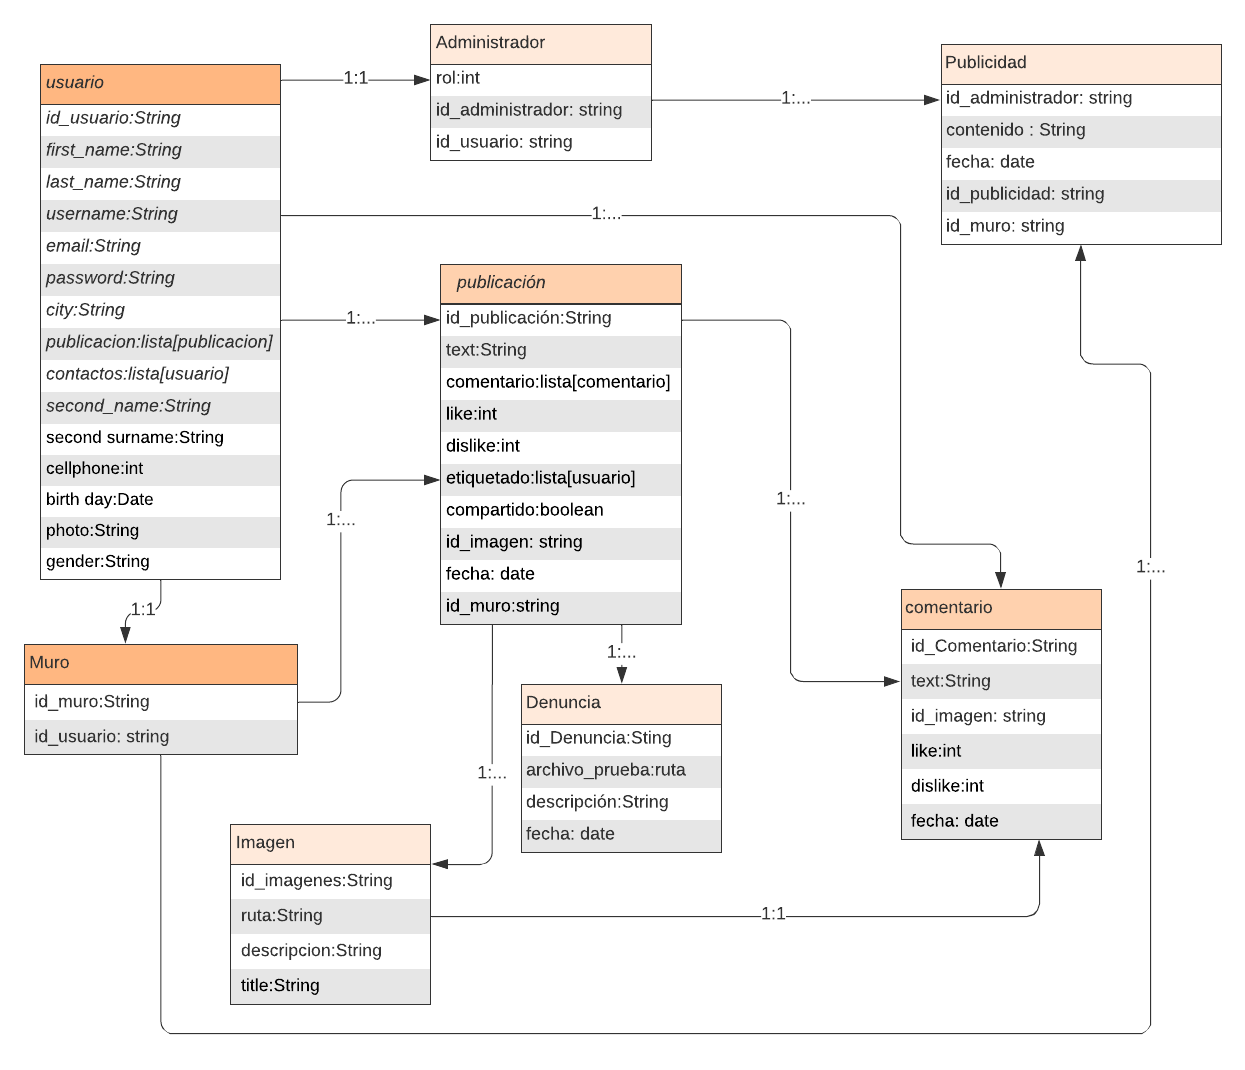 usuario
id_usuario:String
first_name:String
last_name:String
username:String
email:String
password:String
city:String
publicacion:lista[publicacion]
contactos:lista[usuario]
second_name:String
second surname:String
cellphone:int
birth day:Date
photo:String
gender:String
1:1
Administrador
rol:int
id_administrador: string
id_usuario: string
1:...
Publicidad
id_administrador: string
contenido : String
fecha: date
id_publicidad: string
id_muro: string
1:...
1:...
publicación
id_publicación:String
text:String
comentario:lista[comentario]
like:int
dislike:int
etiquetado:lista[usuario]
compartido:boolean
id_imagen: string
fecha: date
id_muro:string
1:...
1:...
1:...
1:1
Muro
id_muro:String
id_usuario: string
1:...
Denuncia
id_Denuncia:Sting
archivo_prueba:ruta
descripción:String
fecha: date
comentario
id_Comentario:String
text:String
id_imagen: string
like:int
dislike:int
fecha: date
1:...
Imagen
id_imagenes:String
ruta:String
descripcion:String
title:String
1:1